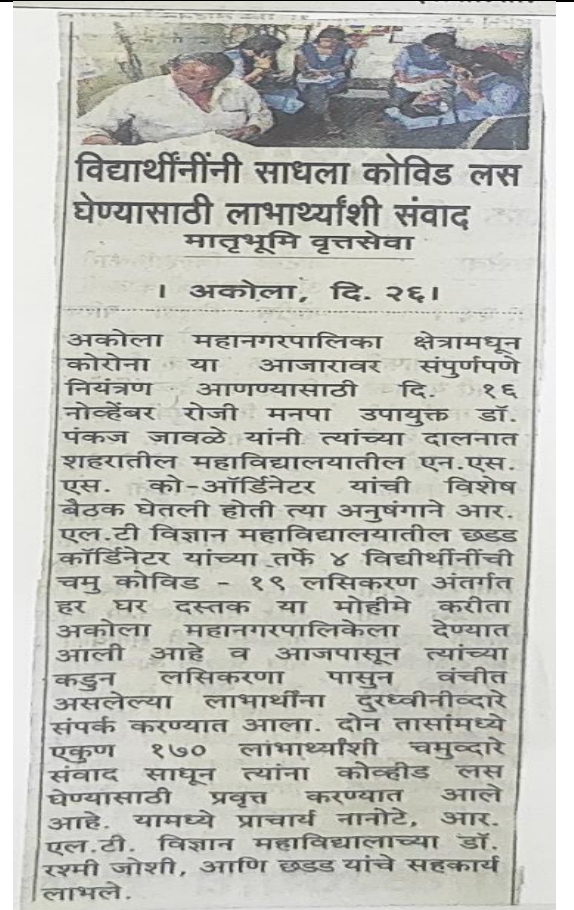 विद्यार्थींनींनी साधला कोविड लस
घेण्यासाठी लाभार्थ्यांशी संवाद
मातृभूमि वृत्तसेवा
। अकोला, दि. २६।
अकोला महानगरपालिका क्षेत्रामधून
कोरोना या आजारावर संपुर्णपणे
नियंत्रण आणण्यासाठी दि. १६
नोव्हेंबर रोजी मनपा उपायुक्त डॉ.
पंकज जावळे यांनी त्यांच्या दालनात
शहरातील महाविद्यालयातील एन.एस.
एस. को-ऑर्डिनेटर यांची विशेष
बैठक घेतली होती त्या अनुषंगाने आर.
एल.टी विज्ञान महाविद्यालयातील छडड
कॉर्डिनेटर यांच्या तर्फे ४ विद्यीर्थीनींची
चमु कोविड - १९ लसिकरण अंतर्गत
हर घर दस्तक या मोहीमे करीता
अकोला महानगरपालिकेला देण्यात
आली आहे व आजपासून त्यांच्या
कडुन लसिकरणा पासुन वंचीत
असलेल्या लाभार्थींना दुरध्वीनीव्दारे
संपर्क करण्यात आला. दोन तासांमध्ये
एकुण १७० लांभार्थ्यांशी चमुव्दारे
संवाद साधून त्यांना कोव्हीड लस
घेण्यासाठी प्रवृत्त करण्यात आले
आहे. यामध्ये प्राचार्य नानोटे, आर.
एल.टी. विज्ञान महाविद्यालाच्या डॉ.
रश्मी जोशी, आणि छडड यांचे सहकार्य
लाभले.